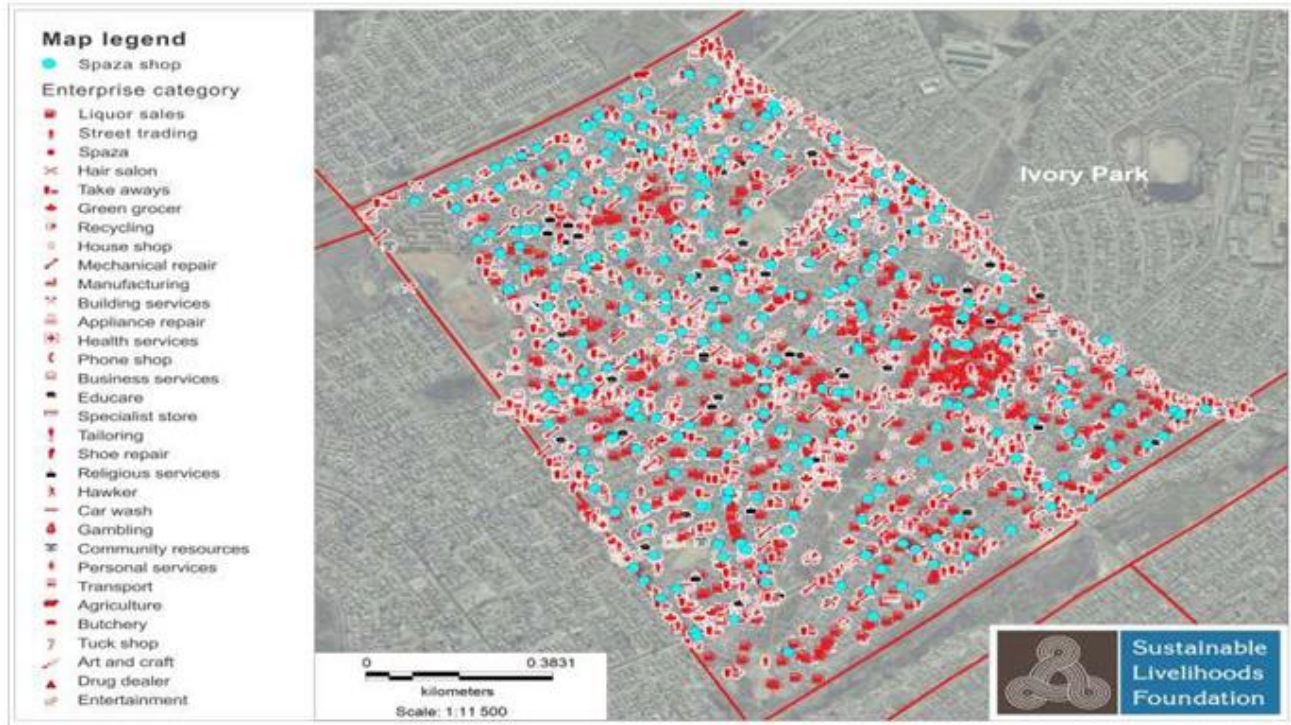 Map legend
Spaza shop
Enterprise category
Liquor sales
Street trading
Spaza
Hair salon
Take aways
Green grocer
Recycling
House shop
Mechanical repair
Manufacturing
Building services
Appliance repair
Health services
Phone shop
Business services
Educare
Specialist store
Tailoring
Shoe repair
Religious services
Hawker
Car wash
Gambling
Community resources
Personal services
Transport
Agriculture
Butchery
Tuck shop
Art and craft
Drug dealer
Entertainment
Ivory Park
0 0.3831
kilometers
Scale: 1:11 500
Sustainable
Livelihoods
Foundation